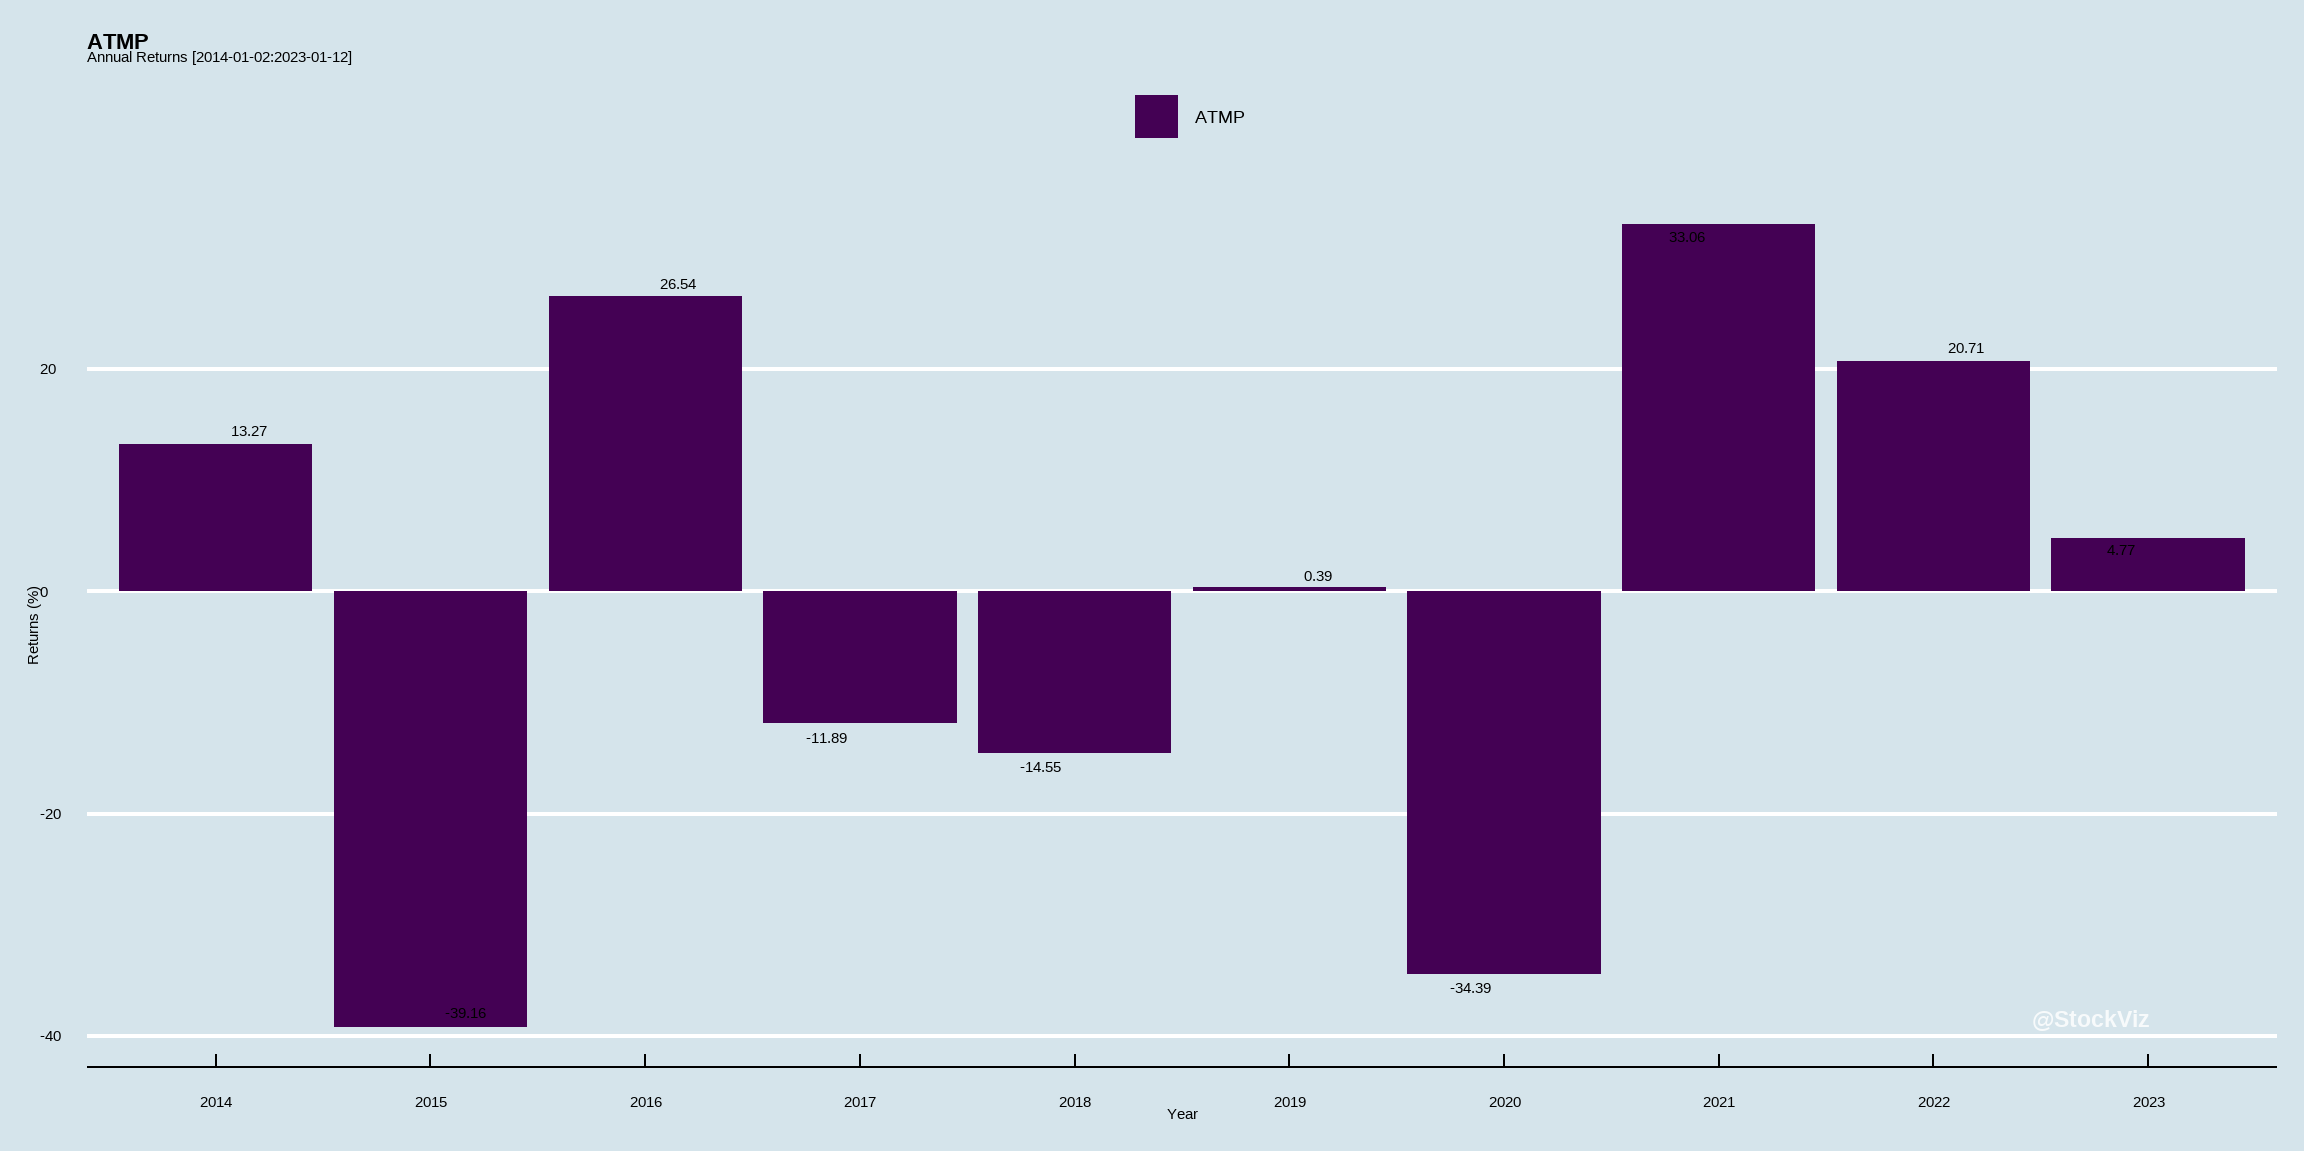 ATMP
Annual Returns [2014-01-02:2023-01-12]
ATMP
33.06
26.54
20.71
20
13.27
4.77
0.39
0
Returns (%)
-11.89
-14.55
-20
-34.39
-39.16
@StockViz
-40
2014 2015 2016 2017 2018 2019 2020 2021 2022 2023
Year